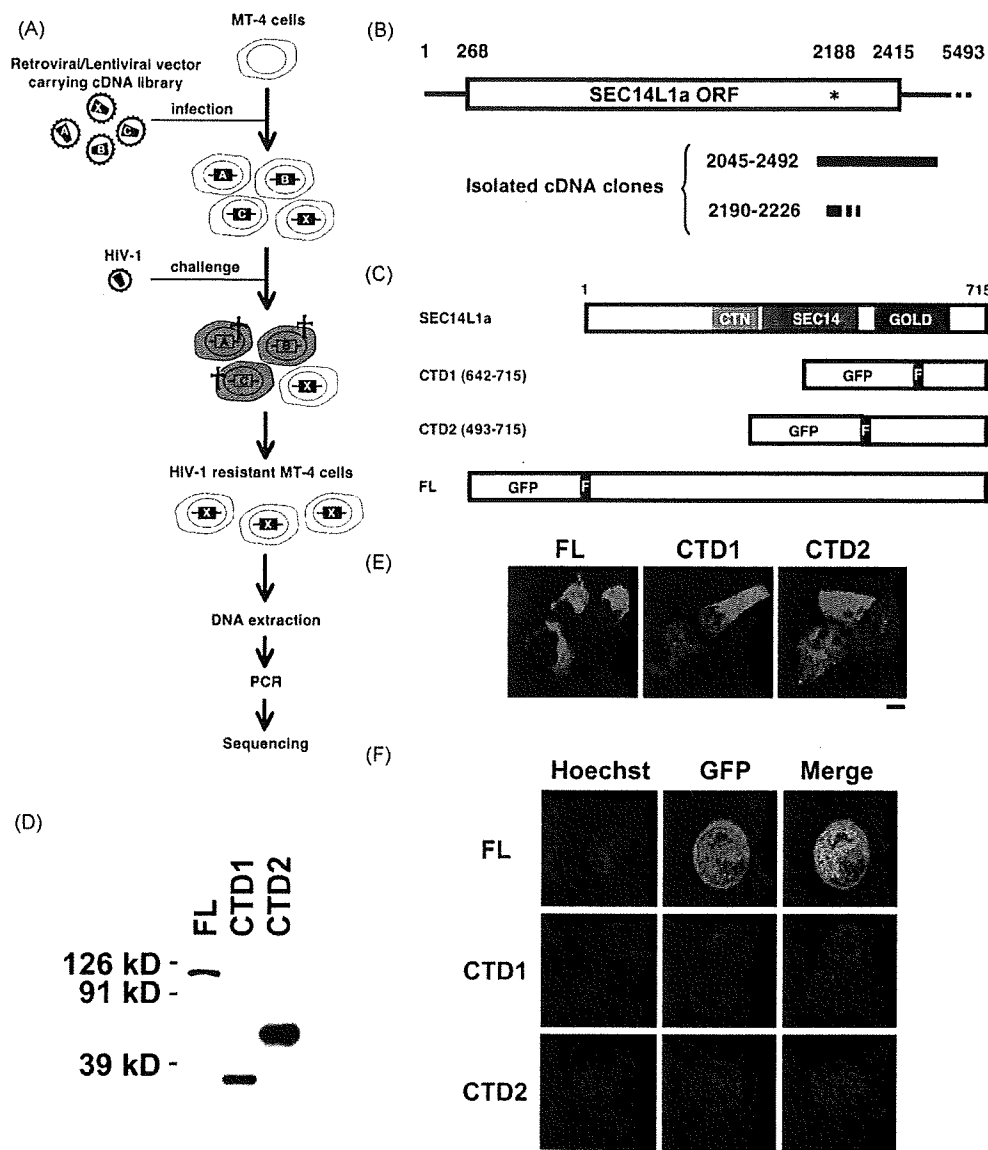 (A)
MT-4 cells
Retroviral/Lentiviral vector
carrying cDNA library
infection
A
C
A
B
A
B
C
X
HIV-1
challenge
A
B
C
X
HIV-1 resistant MT-4 cells
X
X
X
DNA extraction
PCR
Sequencing
(B)
1 268 2188 2415 5493
SEC14L1a ORF *
Isolated cDNA clones
2045-2492
2190-2226
(C)
1 715
SEC14L1a CTN SEC14 GOLD
CTD1 (642-715) GFP F
CTD2 (493-715) GFP F
FL GFP F
(D)
FL CTD1 CTD2
126 kD -
91 kD -
39 kD -
(E)
FL CTD1 CTD2
(F)
Hoechst GFP Merge
FL
CTD1
CTD2